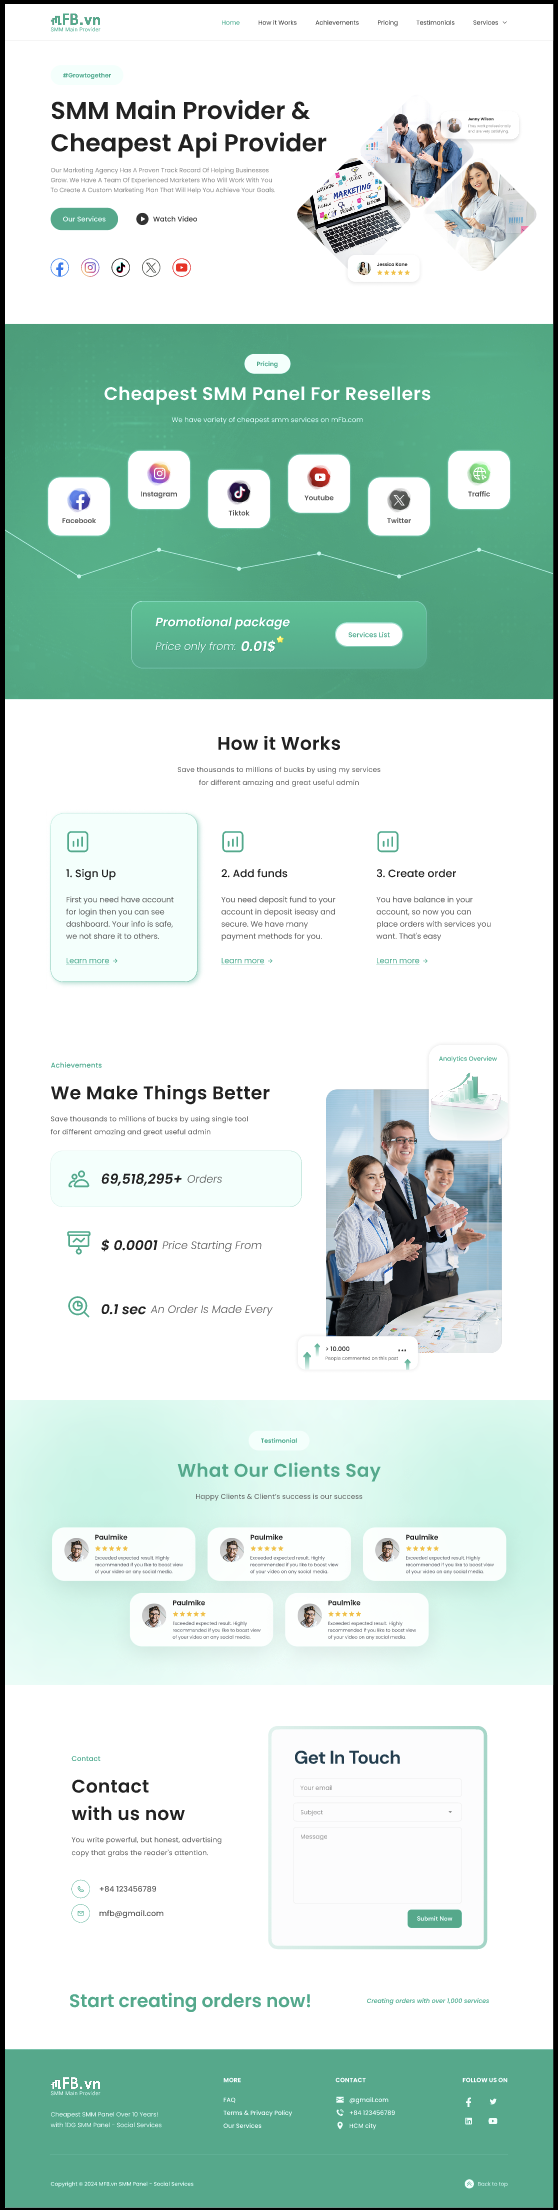 mFB.vn
SMM Main Provider
Home How It Works Achievements Pricing Testimonials Services
#Growtogether
SMM Main Provider &
Cheapest Api Provider
Our Marketing Agency Has A Proven Track Record Of Helping Businesses
Grow. We Have A Team Of Experienced Marketers Who Will Work With You
To Create A Custom Marketing Plan That Will Help You Achieve Your Goals.
Our Services
Watch Video
Jenny Wilson
MARKETING
Jessica Kane
Pricing
Cheapest SMM Panel For Resellers
We have variety of cheapest smm services on mFb.com
Facebook
Instagram
Tiktok
Youtube
Twitter
Traffic
Promotional package
Price only from: 0.01$
Services List
How it Works
Save thousands to millions of bucks by using my services
for different amazing and great useful admin
1. Sign Up
First you need have account
for login then you can see
dashboard. Your info is safe,
we not share it to others.
Learn more
2. Add funds
You need deposit fund to your
account in deposit iseasy and
secure. We have many
payment methods for you.
Learn more
3. Create order
You have balance in your
account, so now you can
place orders with services you
want. That's easy
Learn more
Achievements
We Make Things Better
Save thousands to millions of bucks by using single tool
for different amazing and great useful admin
69,518,295+ Orders
$ 0.0001 Price Starting From
0.1 sec An Order Is Made Every
Analytics Overview
> 10.000
People commented on this post
Testimonial
What Our Clients Say
Happy Clients & Client's success is our success
Paulmike
Exceeded expected result. Highly
recommended if you like to boost view
of your video on any social media.
Paulmike
Exceeded expected result. Highly
recommended if you like to boost view
of your video on any social media.
Paulmike
Exceeded expected result. Highly
recommended if you like to boost view
of your video on any social media.
Paulmike
Exceeded expected result. Highly
recommended if you like to boost view
of your video on any social media.
Paulmike
Exceeded expected result. Highly
recommended if you like to boost view
of your video on any social media.
Contact
Contact
with us now
You write powerful, but honest, advertising
copy that grabs the reader's attention.
+84 123456789
mfb@gmail.com
Get In Touch
Your email
Subject
Message
Submit Now
Start creating orders now!
Creating orders with over 1,000 services
mFB.vn
SMM Main Provider
Cheapest SMM Panel Over 10 Years!
with 10G SMM Panel - Social Services
MORE
FAQ
Terms & Privacy Policy
Our Services
CONTACT
@gmail.com
+84 123456789
HCM city
FOLLOW US ON
Copyright © 2024 MFB.vn SMM Panel - Social Services
Back to top